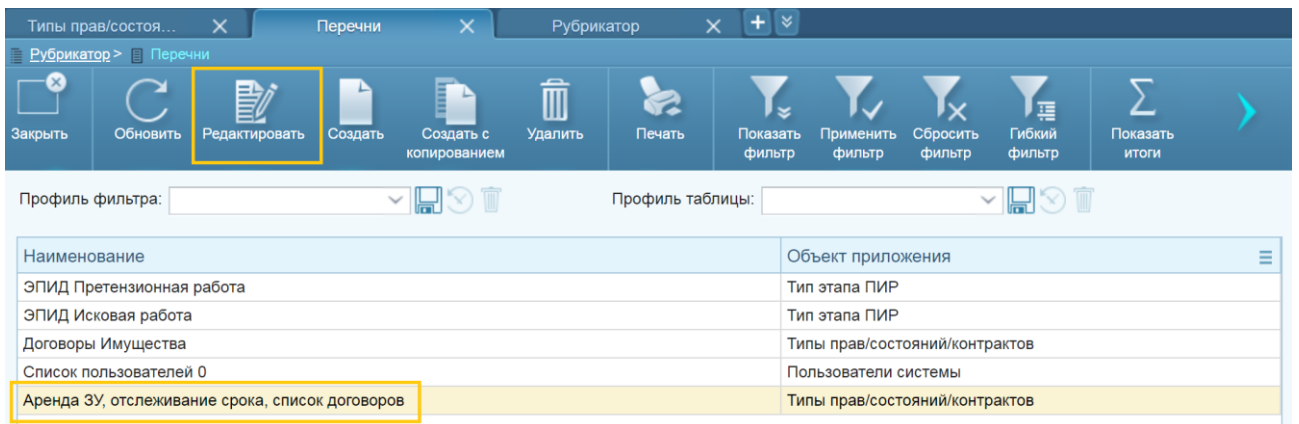 Типы прав/состоя... Перечни Рубрикатор
Рубрикатор > Перечни
Закрыть Обновить Редактировать Создать Создать с копированием Удалить Печать Показать фильтр Применить фильтр Сбросить фильтр Гибкий фильтр Показать итоги
Профиль фильтра: Профиль таблицы:
Наименование Объект приложения
ЭПИД Претензионная работа Тип этапа ПИР
ЭПИД Исковая работа Тип этапа ПИР
Договоры Имущества Типы прав/состояний/контрактов
Список пользователей 0 Пользователи системы
Аренда ЗУ, отслеживание срока, список договоров Типы прав/состояний/контрактов